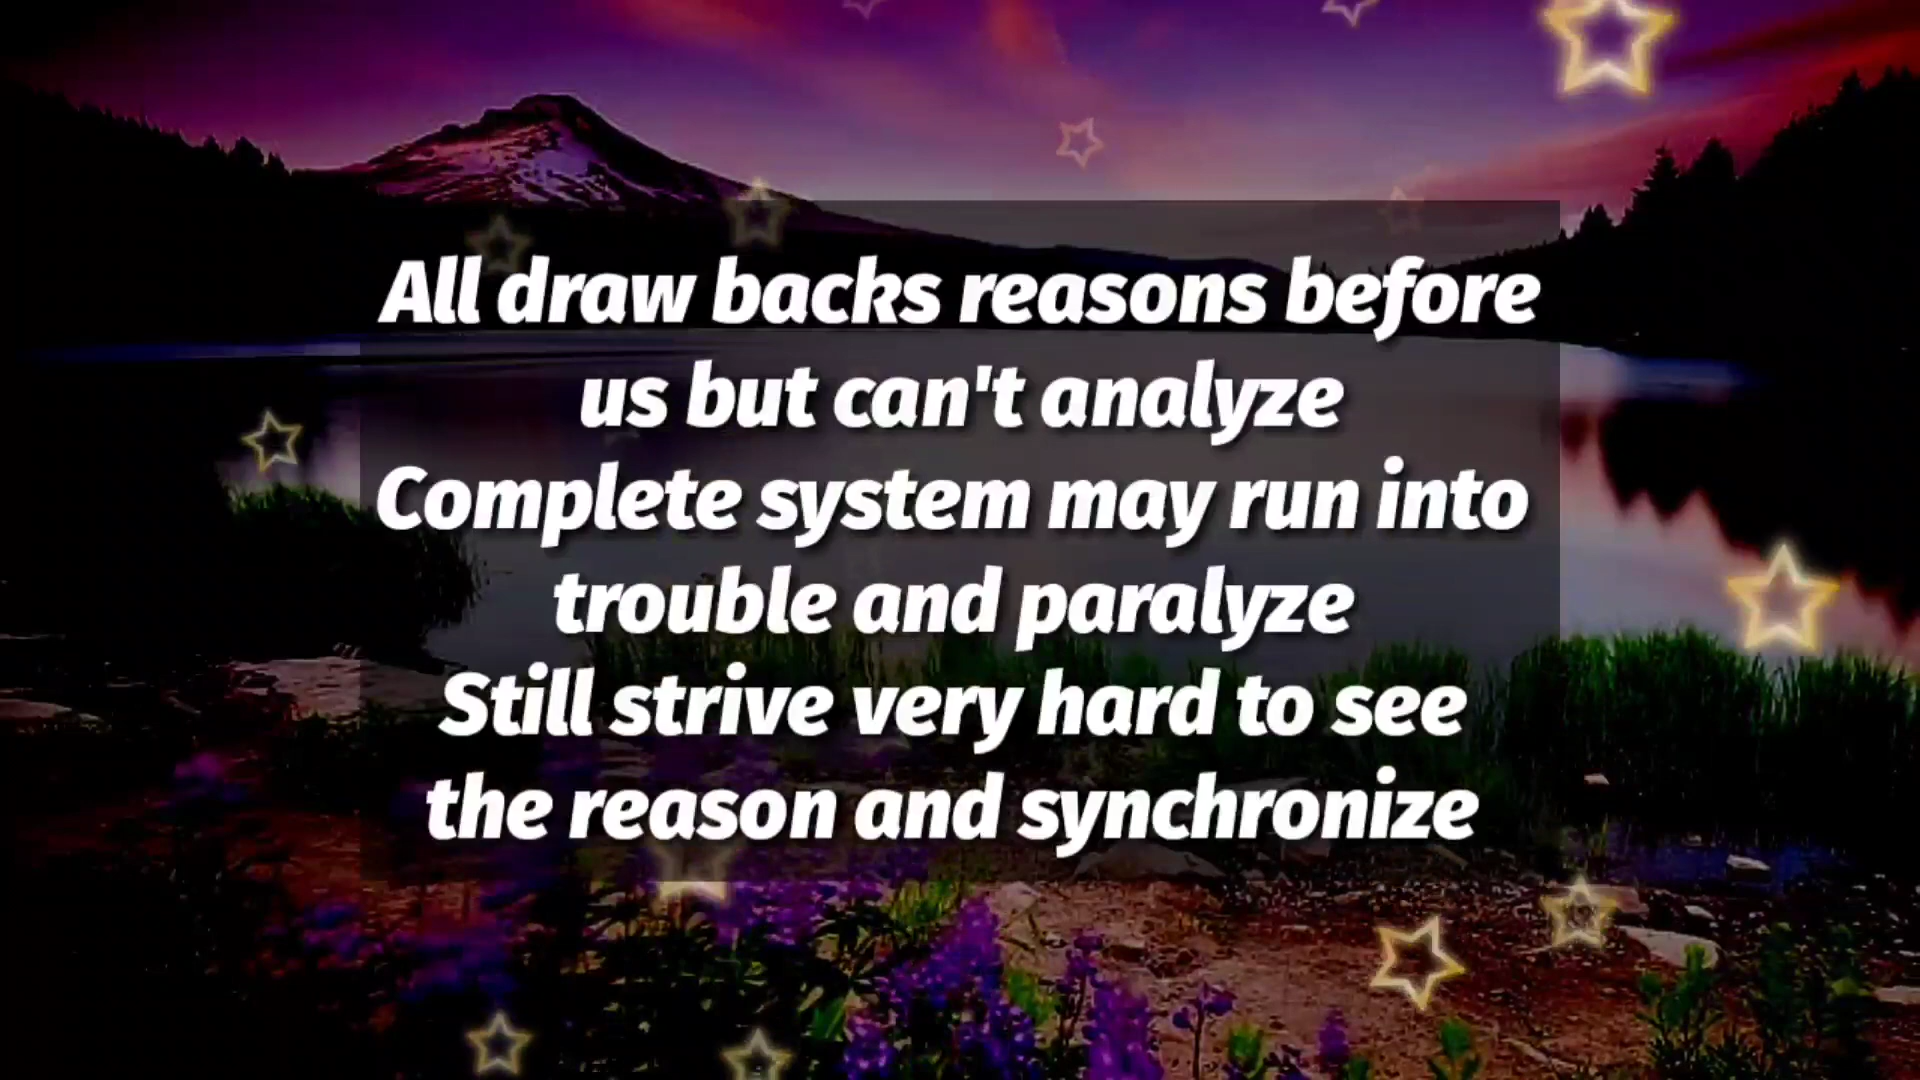 All draw backs reasons before
us but can't analyze
Complete system may run into
trouble and paralyze
Still strive very hard to see
the reason and synchronize